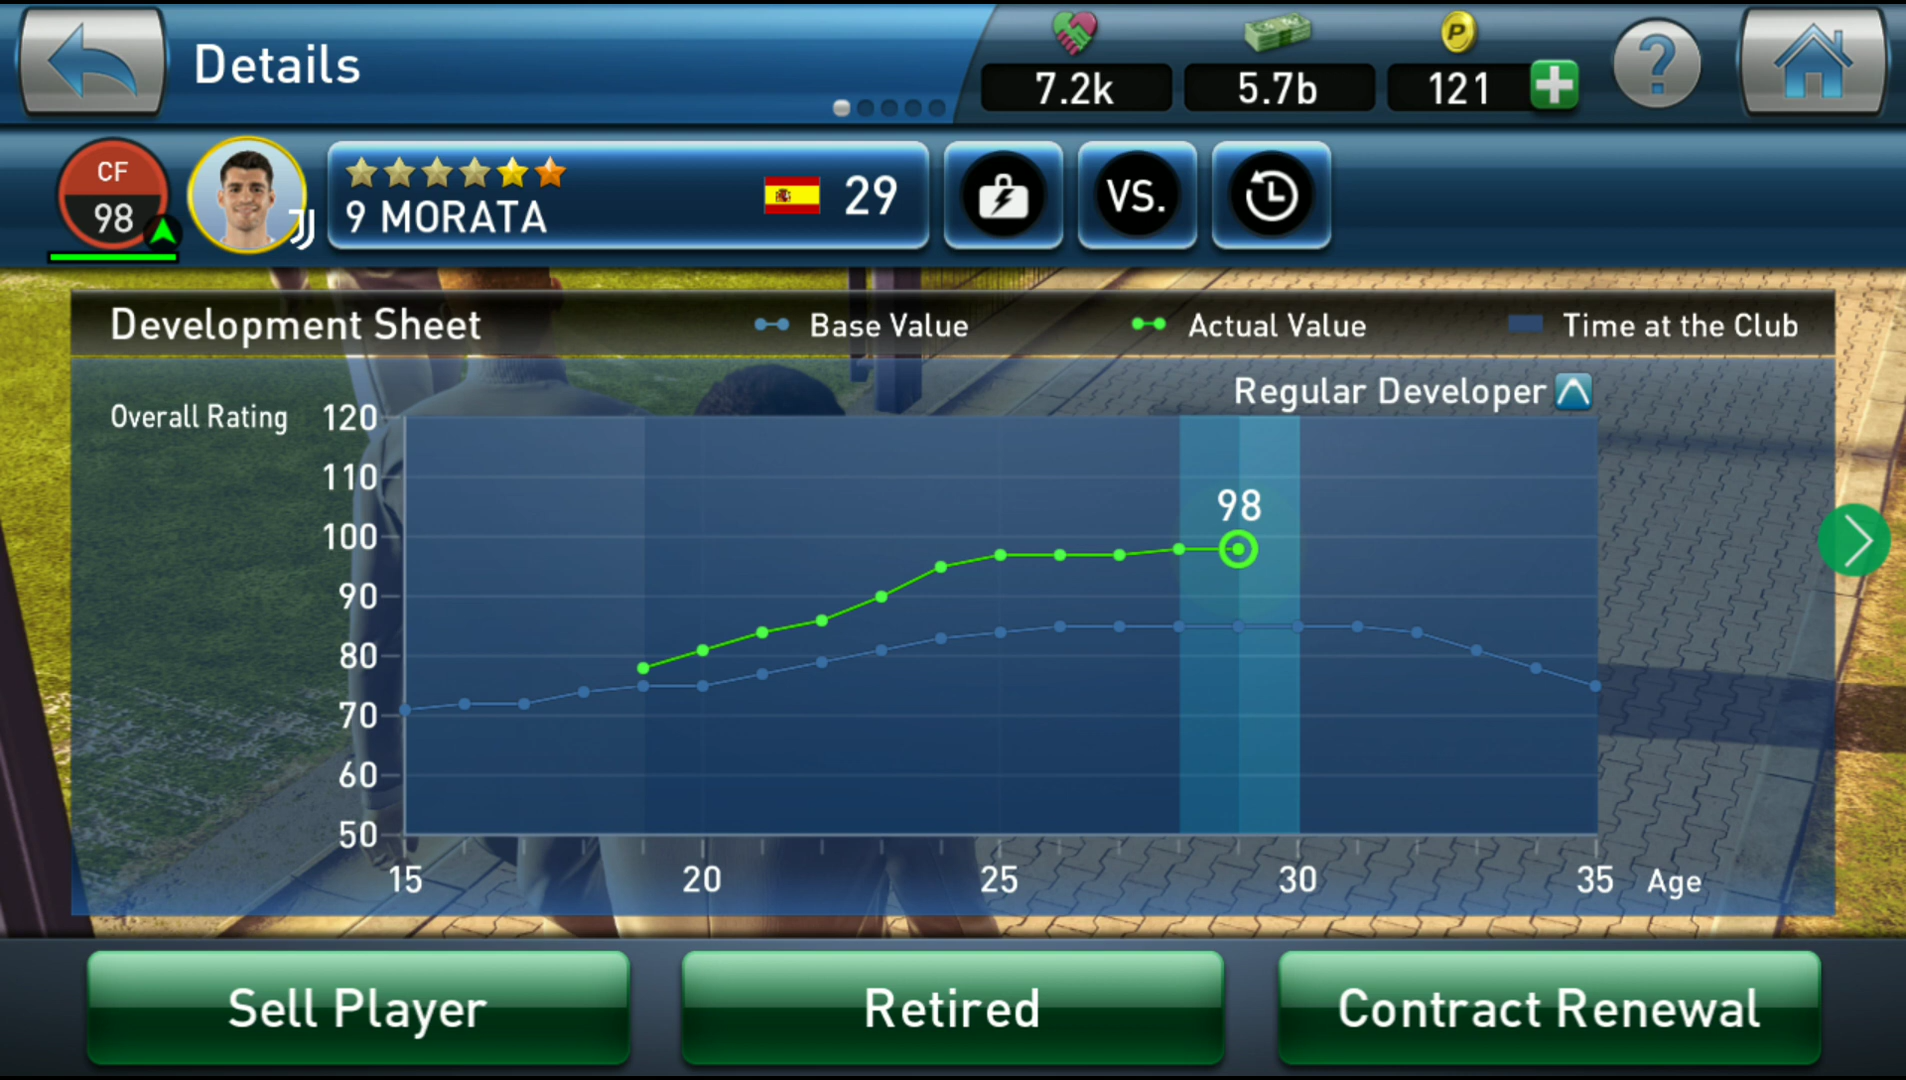 Details
7.2k
5.7b
P
121
?
CF
98
9 MORATA
29
VS.
Development Sheet
Base Value
Actual Value
Time at the Club
Regular Developer
Overall Rating
120
110
100
90
80
70
60
50
98
15
20
25
30
35
Age
Sell Player
Retired
Contract Renewal